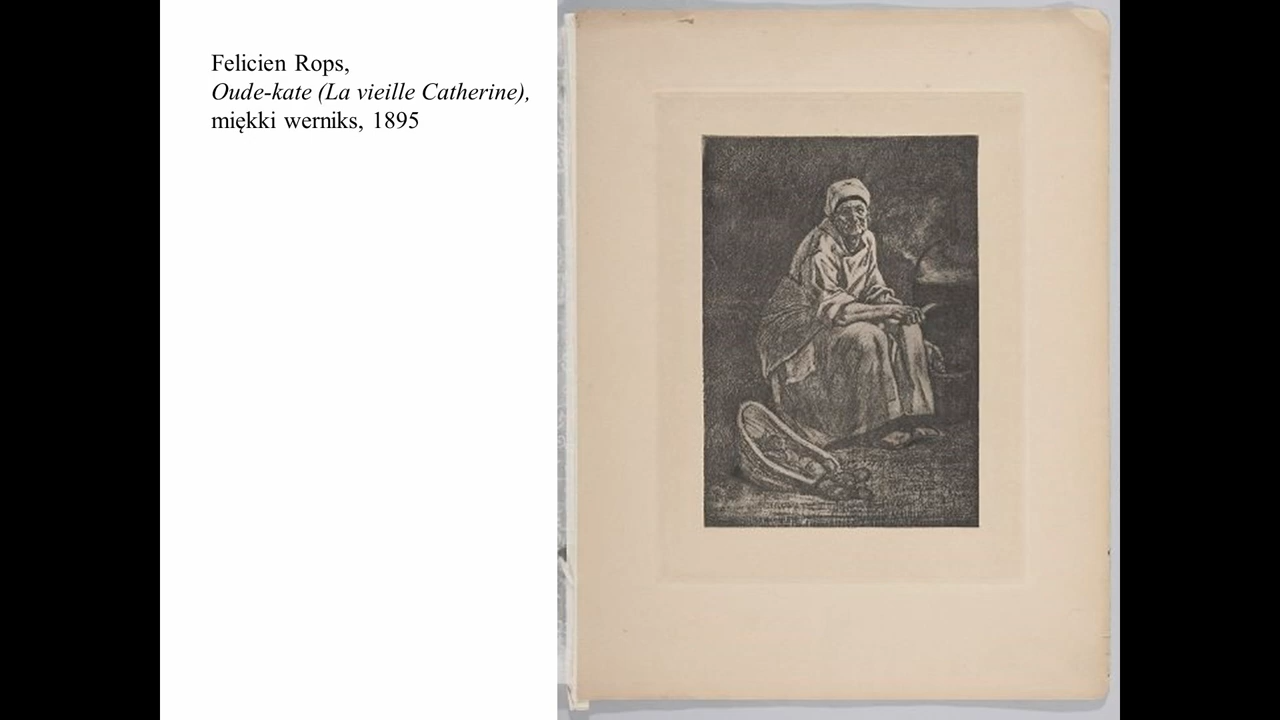 Felicien Rops,
Oude-kate (La vieille Catherine),
miękki werniks, 1895